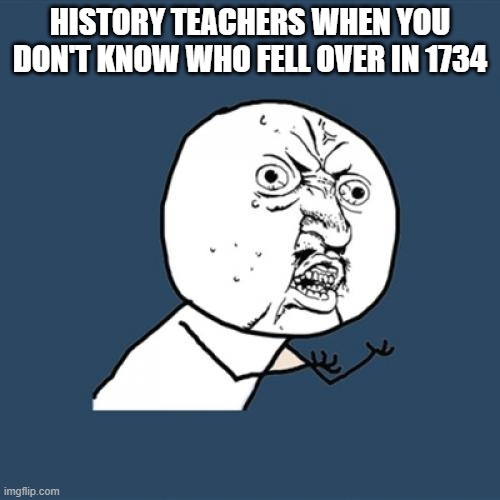 HISTORY TEACHERS WHEN YOU
DON'T KNOW WHO FELL OVER IN 1734
imgflip.com